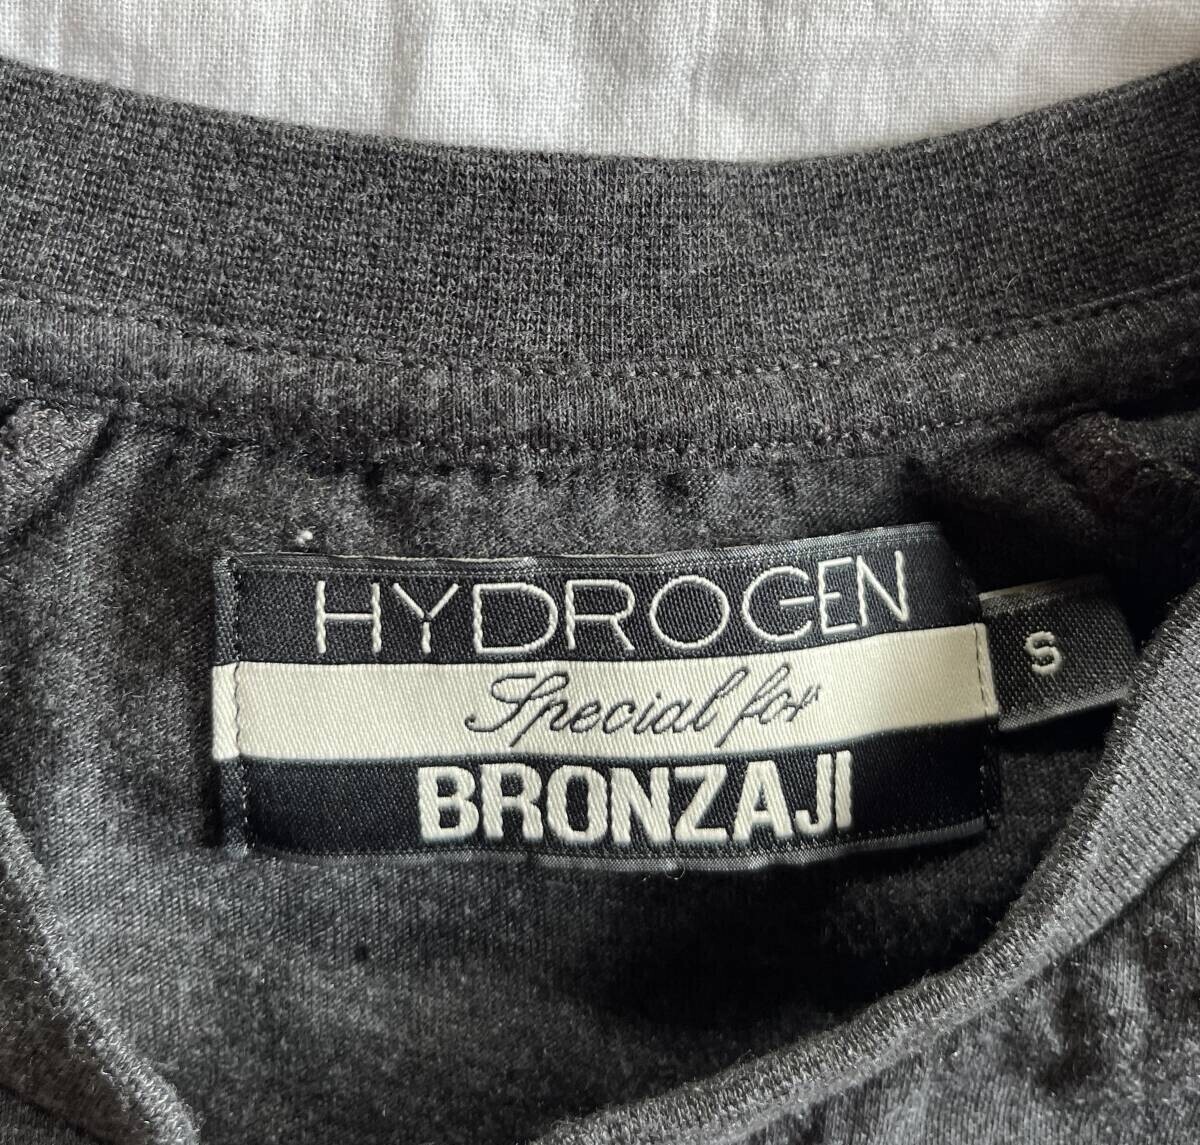 HYDROGEN
Special for
BRONZAJI
S